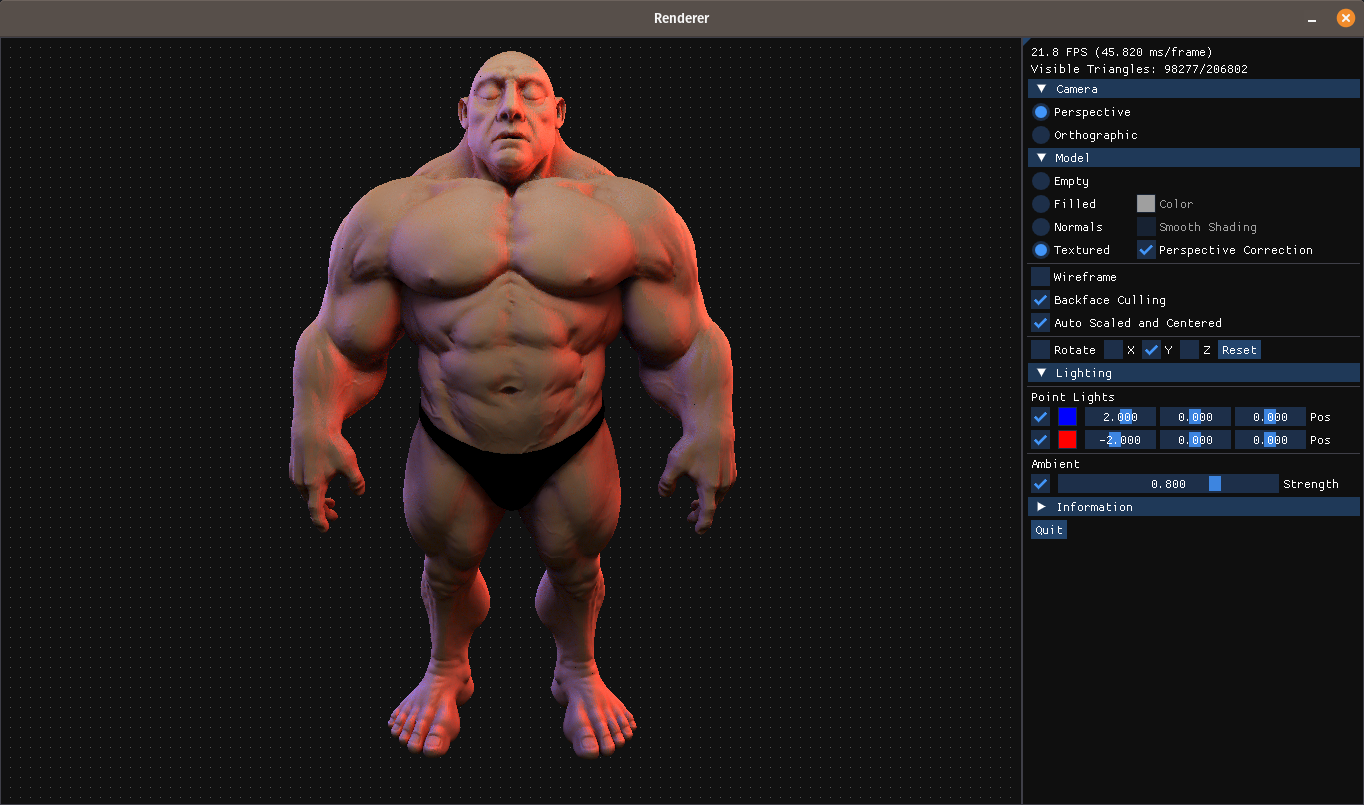 Renderer
21.8 FPS (45.820 ms/frame)
Visible Triangles: 98277/206802
Camera
Perspective
Orthographic
Model
Empty
Filled Color
Normals Smooth Shading
Textured Perspective Correction
Wireframe
Backface Culling
Auto Scaled and Centered
Rotate X Y Z Reset
Lighting
Point Lights
2.000 0.000 0.000 Pos
-2.000 0.000 0.000 Pos
Ambient
0.800 Strength
Information
Quit